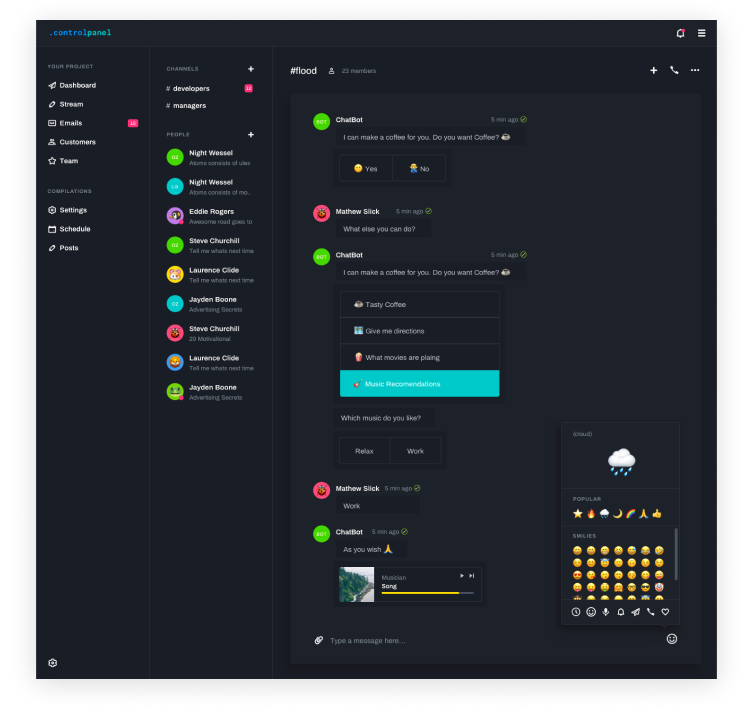 .controlpanel
YOUR PROJECT
Dashboard
Stream
Emails
Customers
Team
COMPILATIONS
Settings
Schedule
Posts
CHANNELS
# developers
# managers
PEOPLE
OZ
Night Wessel
Atoms consists of ules
Night Wessel
Atoms consists of mo..
Eddie Rogers
Awesome road goes to
OZ
Steve Churchill
Tell me whats next time
Laurence Clide
Tell me whats next time
OZ
Jayden Boone
Advertising Secrets
Steve Churchill
29 Motivational
Laurence Clide
Tell me whats next time
Jayden Boone
Advertising Secrets
#flood
23 members
BOT
ChatBot
5 min ago
I can make a coffee for you. Do you want Coffee?
Yes
No
Mathew Slick
5 min ago
What else you can do?
BOT
ChatBot
5 min ago
I can make a coffee for you. Do you want Coffee?
Tasty Coffee
Give me directions
What movies are plaing
Music Recomendations
Which music do you like?
Relax
Work
Mathew Slick
5 min ago
Work
BOT
ChatBot
5 min ago
As you wish
Musician
Song
Type a message here...
(cloud)
POPULAR
SMILIES